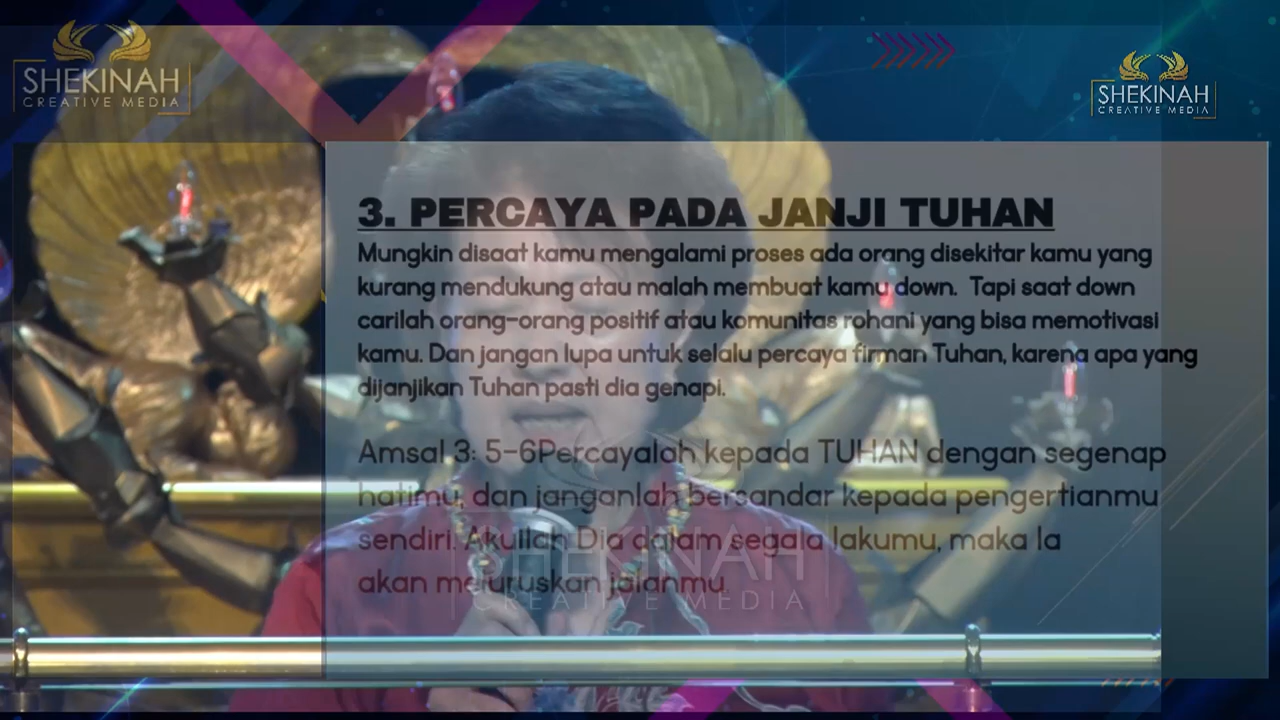 SHEKINAH
CREATIVE MEDIA
SHEKINAH
CREATIVE MEDIA
3. PERCAYA PADA JANJI TUHAN
Mungkin disaat kamu mengalami proses ada orang disekitar kamu yang
kurang mendukung atau malah membuat kamu down.  Tapi saat down
carilah orang-orang positif atau komunitas rohani yang bisa memotivasi
kamu. Dan jangan lupa untuk selalu percaya firman Tuhan, karena apa yang
dijanjikan Tuhan pasti dia genapi.
Amsal 3: 5-6Percayalah kepada TUHAN dengan segenap
hatimu, dan janganlah bersandar kepada pengertianmu
sendiri. Akuilah Dia dalam segala lakumu, maka Ia
akan meluruskan jalanmu.
SHEKINAH
CREATIVE MEDIA